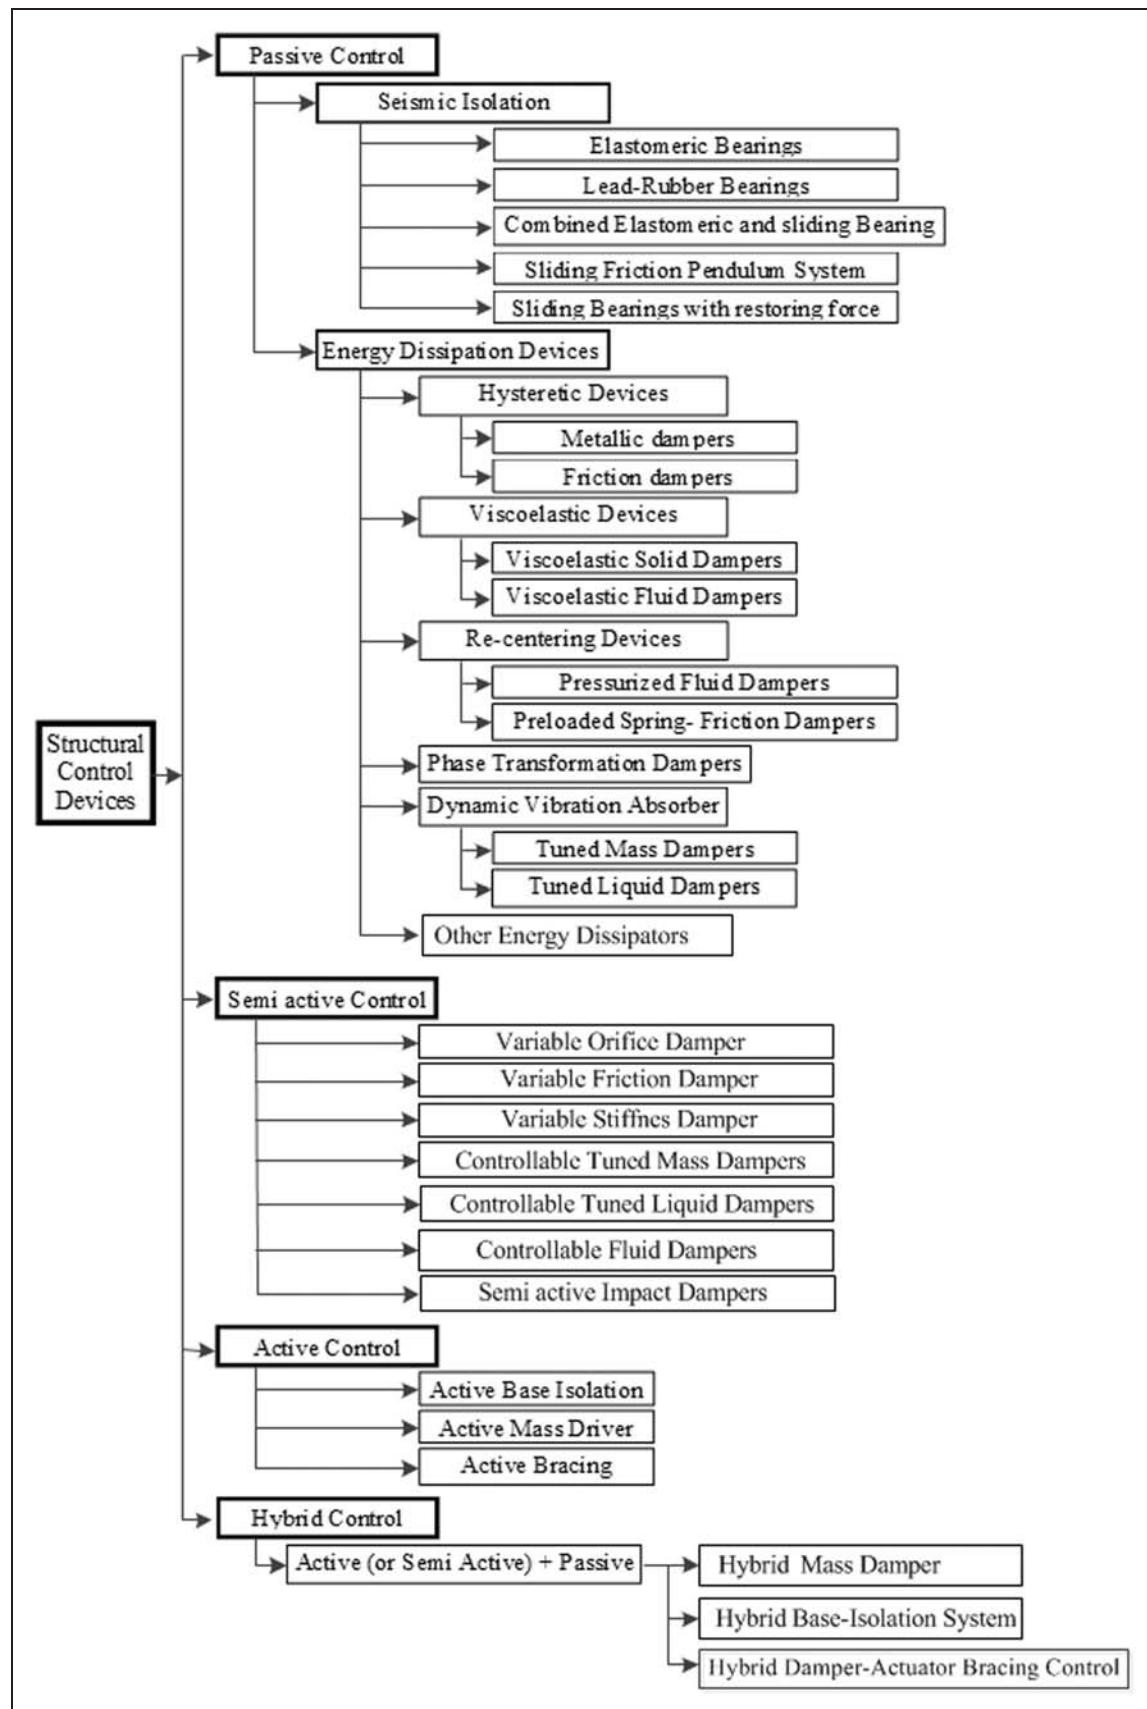 Passive Control
Seismic Isolation
Elastomeric Bearings
Lead-Rubber Bearings
Combined Elastomeric and sliding Bearing
Sliding Friction Pendulum System
Sliding Bearings with restoring force
Energy Dissipation Devices
Hysteretic Devices
Metallic dampers
Friction dampers
Viscoelastic Devices
Viscoelastic Solid Dampers
Viscoelastic Fluid Dampers
Re-centering Devices
Pressurized Fluid Dampers
Preloaded Spring- Friction Dampers
Structural
Control
Devices
Phase Transformation Dampers
Dynamic Vibration Absorber
Tuned Mass Dampers
Tuned Liquid Dampers
Other Energy Dissipators
Semi active Control
Variable Orifice Damper
Variable Friction Damper
Variable Stiffnes Damper
Controllable Tuned Mass Dampers
Controllable Tuned Liquid Dampers
Controllable Fluid Dampers
Semi active Impact Dampers
Active Control
Active Base Isolation
Active Mass Driver
Active Bracing
Hybrid Control
Active (or Semi Active) + Passive
Hybrid Mass Damper
Hybrid Base-Isolation System
Hybrid Damper-Actuator Bracing Control